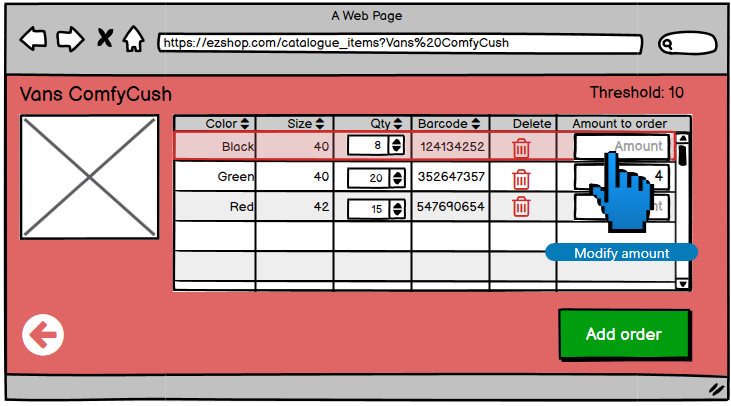 A Web Page
https://ezshop.com/catalogue_items?Vans%20ComfyCush
Vans ComfyCush
Threshold: 10
Color Size Qty Barcode Delete Amount to order
Black 40 8 124134252 Amount
Green 40 20 352647357 4
Red 42 15 547690654
Modify amount
Add order